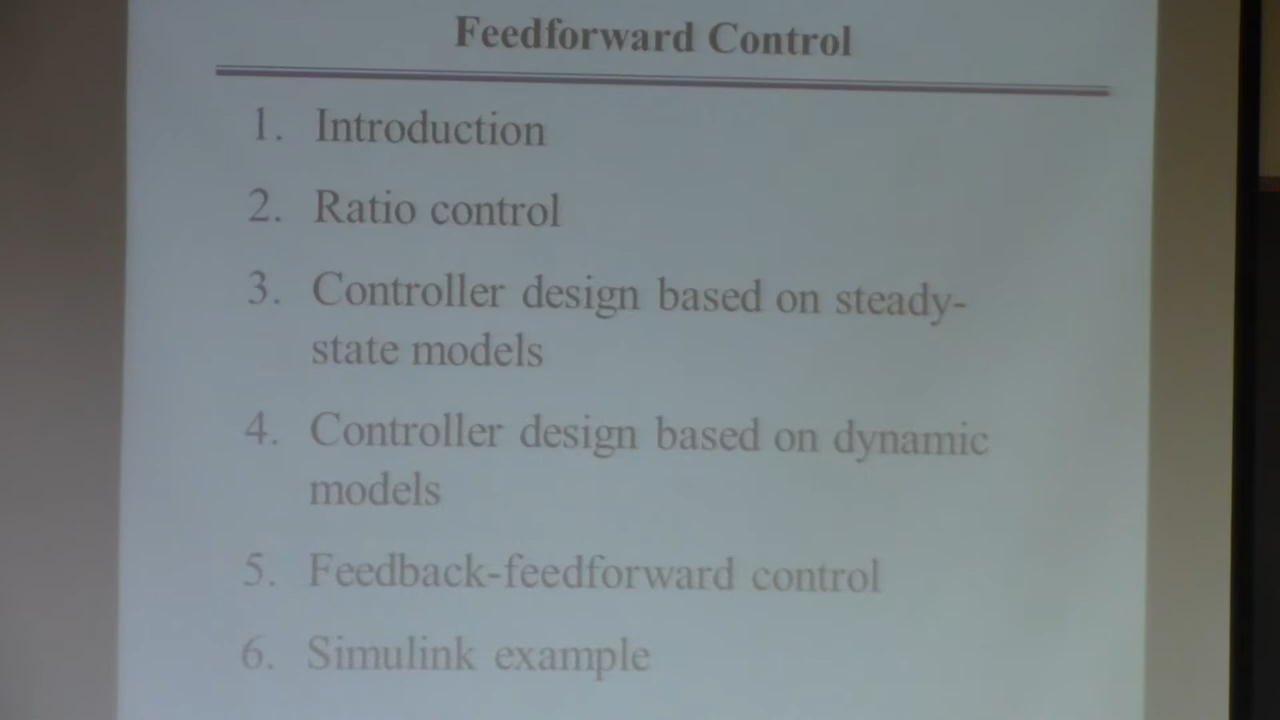 Feedforward Control
1. Introduction
2. Ratio control
3. Controller design based on steady-
state models
4. Controller design based on dynamic
models
5. Feedback-feedforward control
6. Simulink example